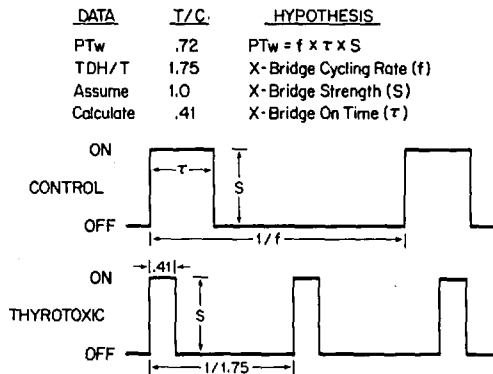 DATA T/C HYPOTHESIS
PTw .72 PTw = f x τ x S
TDH/T 1.75 X-Bridge Cycling Rate (f)
Assume 1.0 X-Bridge Strength (S)
Calculate .41 X-Bridge On Time (τ)
ON
τ
S
CONTROL
OFF
1/f
ON
.41
S
THYROTOXIC
OFF
1/1.75